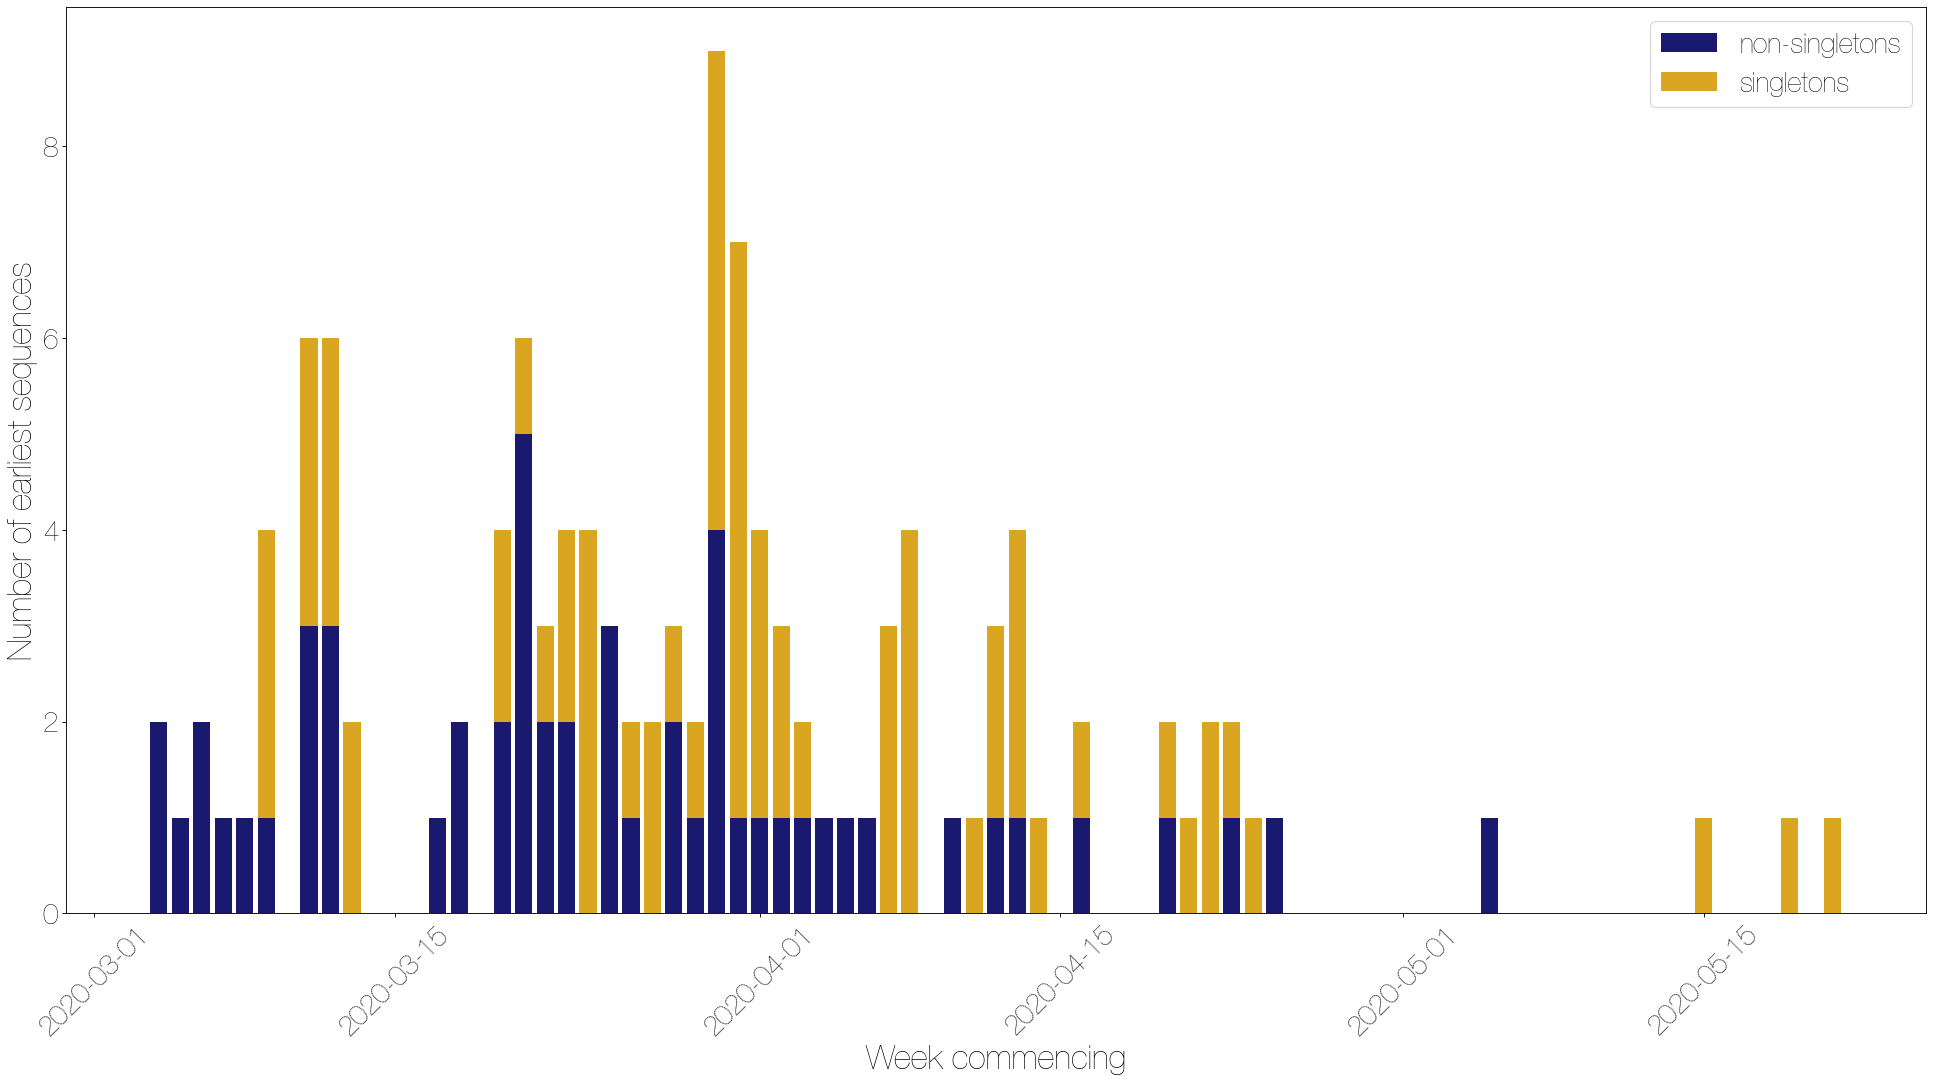 non-singletons
singletons
Number of earliest sequences
8
6
4
2
0
2020-03-01
2020-03-15
2020-04-01
2020-04-15
2020-05-01
2020-05-15
Week commencing